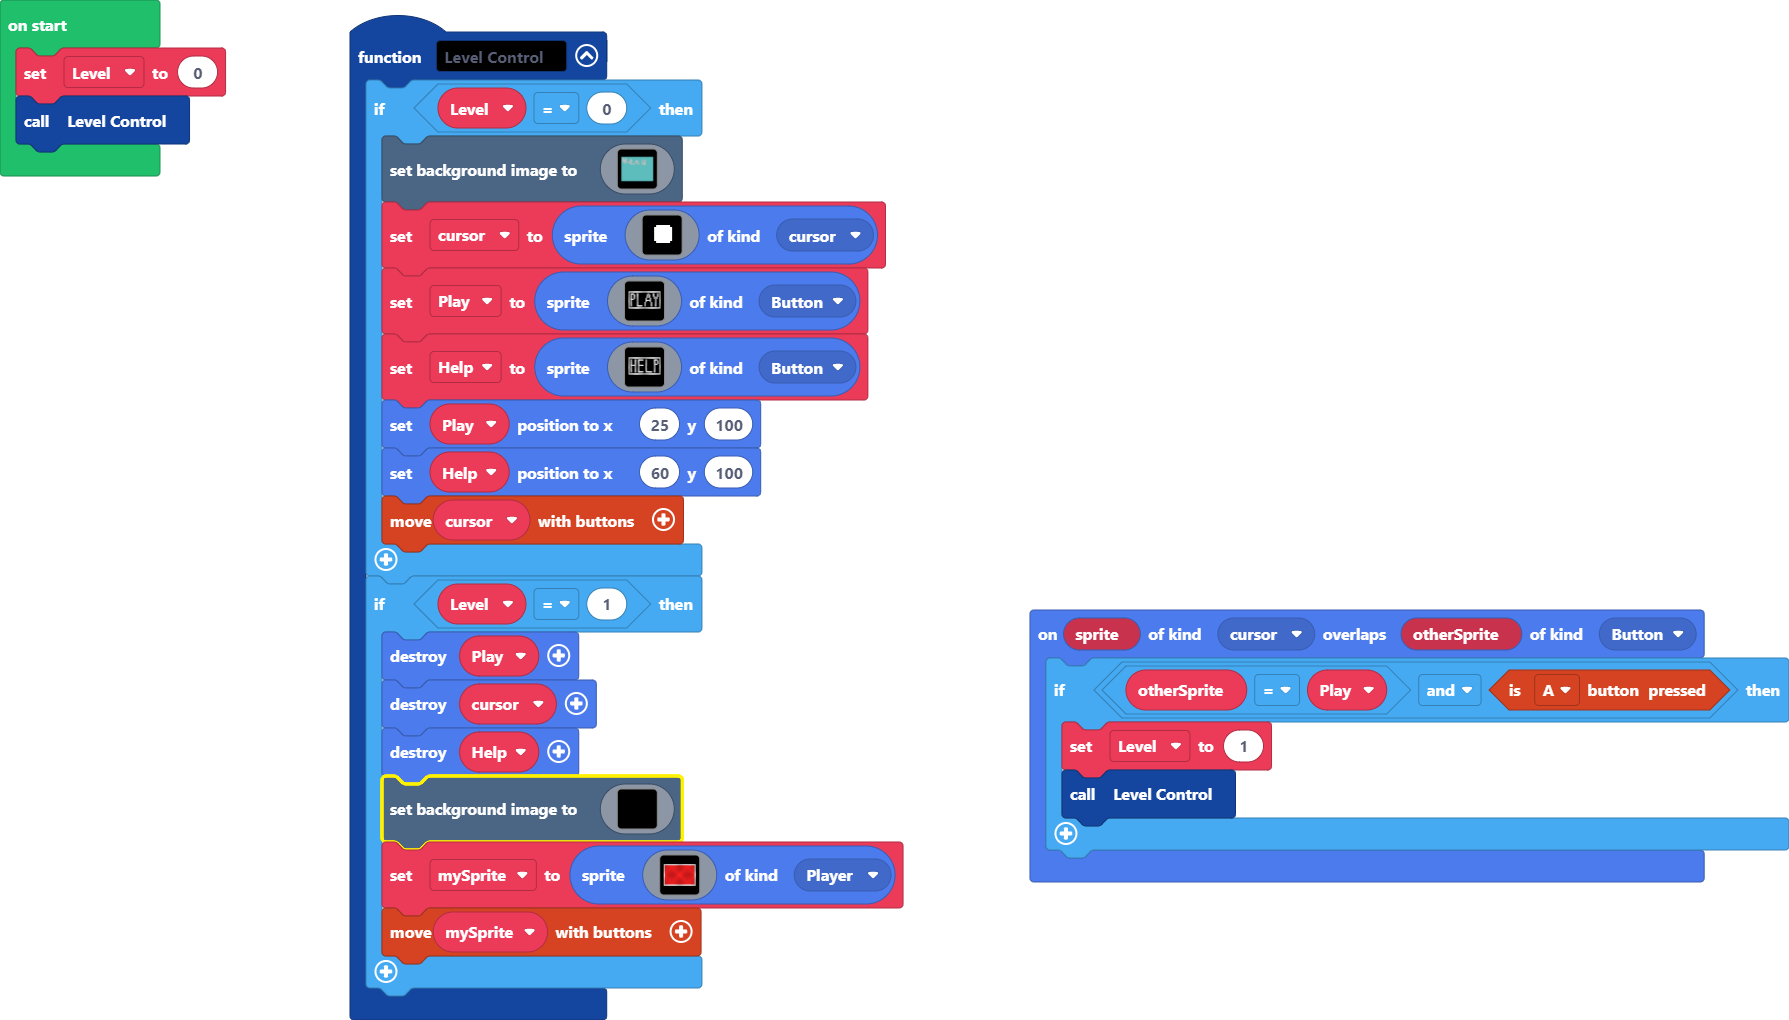 on start
set Level to 0
call Level Control
function Level Control
if Level = 0 then
set background image to
set cursor to sprite of kind cursor
set Play to sprite PLAY of kind Button
set Help to sprite HELP of kind Button
set Play position to x 25 y 100
set Help position to x 60 y 100
move cursor with buttons
if Level = 1 then
destroy Play
destroy cursor
destroy Help
set background image to
set mySprite to sprite of kind Player
move mySprite with buttons
on sprite of kind cursor overlaps otherSprite of kind Button
if otherSprite = Play and is A button pressed then
set Level to 1
call Level Control